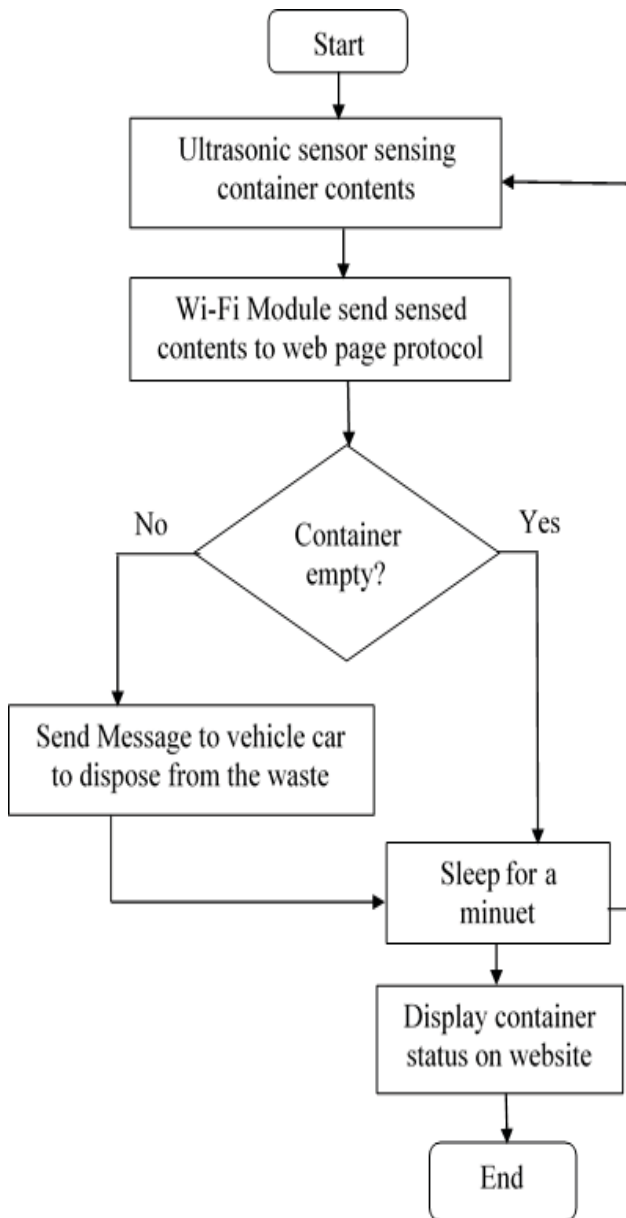 Start
Ultrasonic sensor sensing
container contents
Wi-Fi Module send sensed
contents to web page protocol
No
Yes
Container
empty?
Send Message to vehicle car
to dispose from the waste
Sleep for a
minuet
Display container
status on website
End